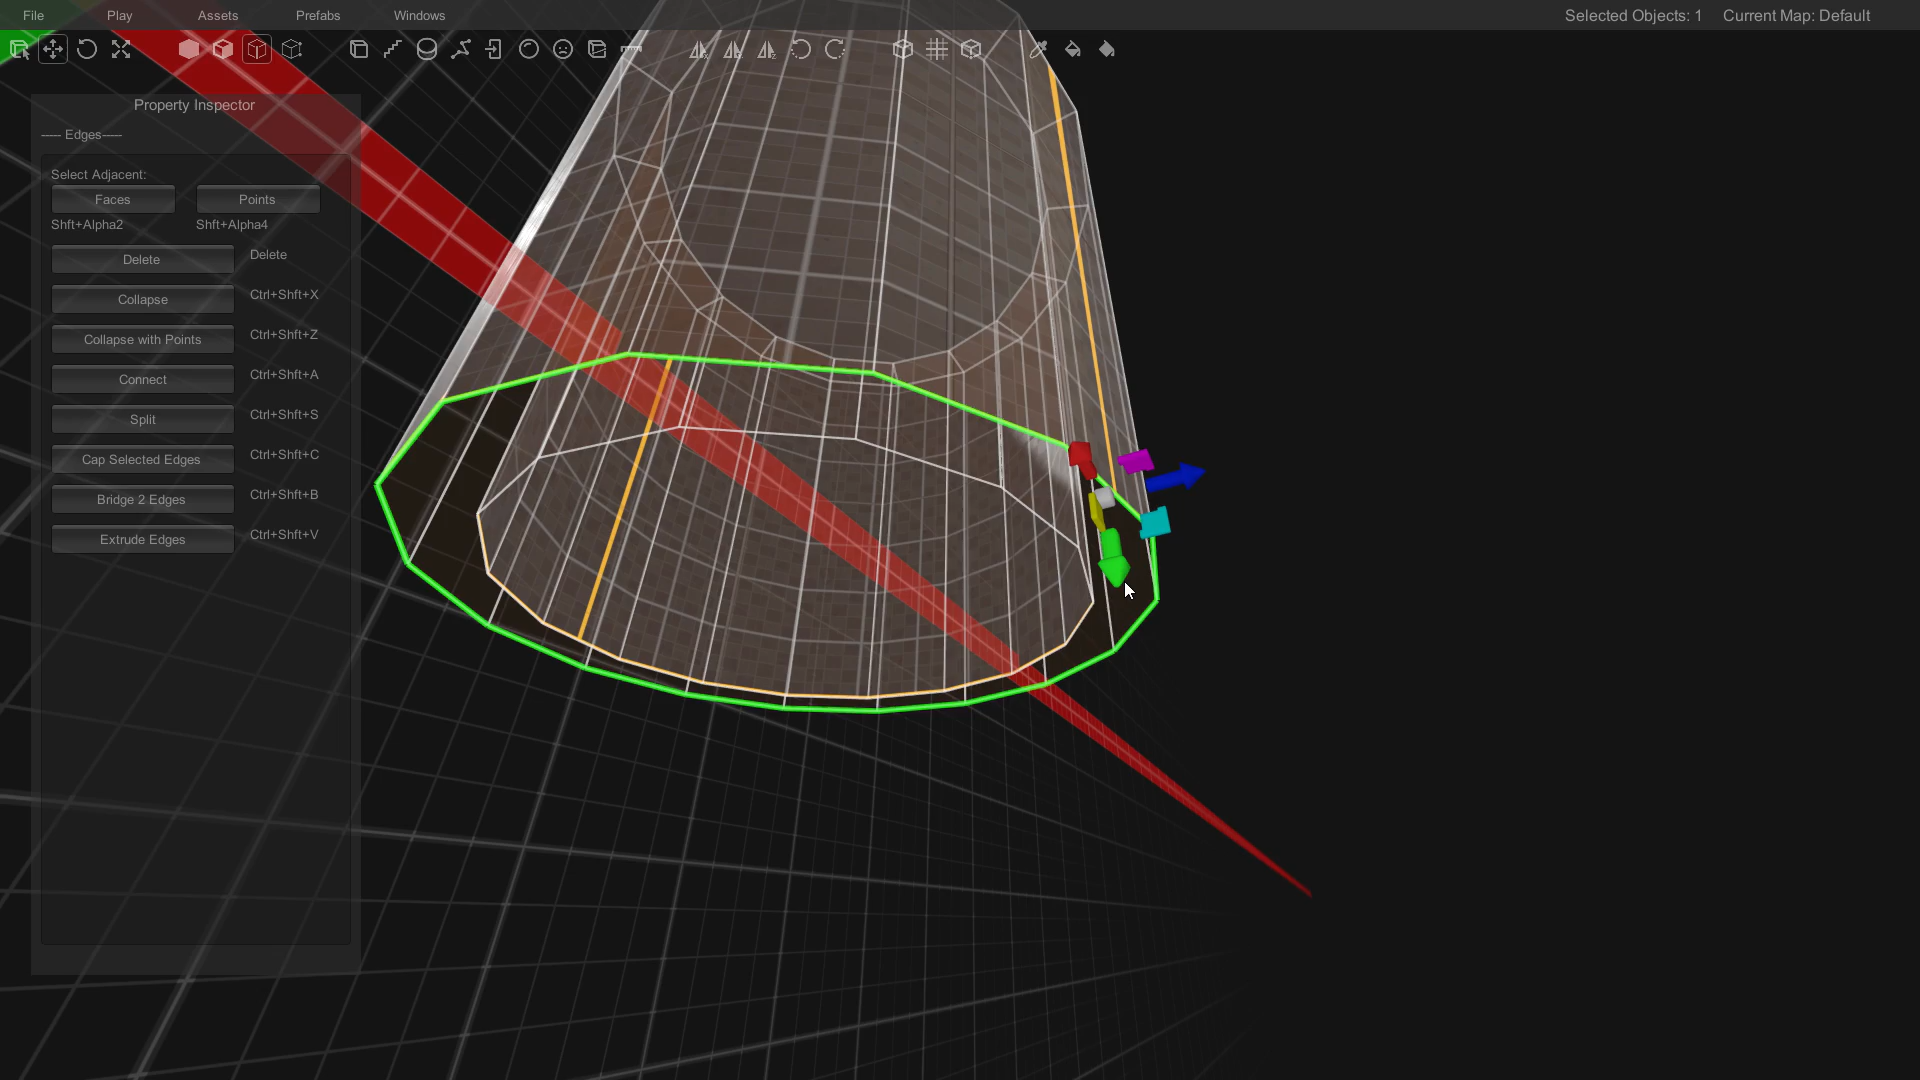 File Play Assets Prefabs Windows Selected Objects: 1 Current Map: Default
Property Inspector
----- Edges-----
Select Adjacent:
Faces Points
Shft+Alpha2 Shft+Alpha4
Delete Delete
Collapse Ctrl+Shft+X
Collapse with Points Ctrl+Shft+Z
Connect Ctrl+Shft+A
Split Ctrl+Shft+S
Cap Selected Edges Ctrl+Shft+C
Bridge 2 Edges Ctrl+Shft+B
Extrude Edges Ctrl+Shft+V